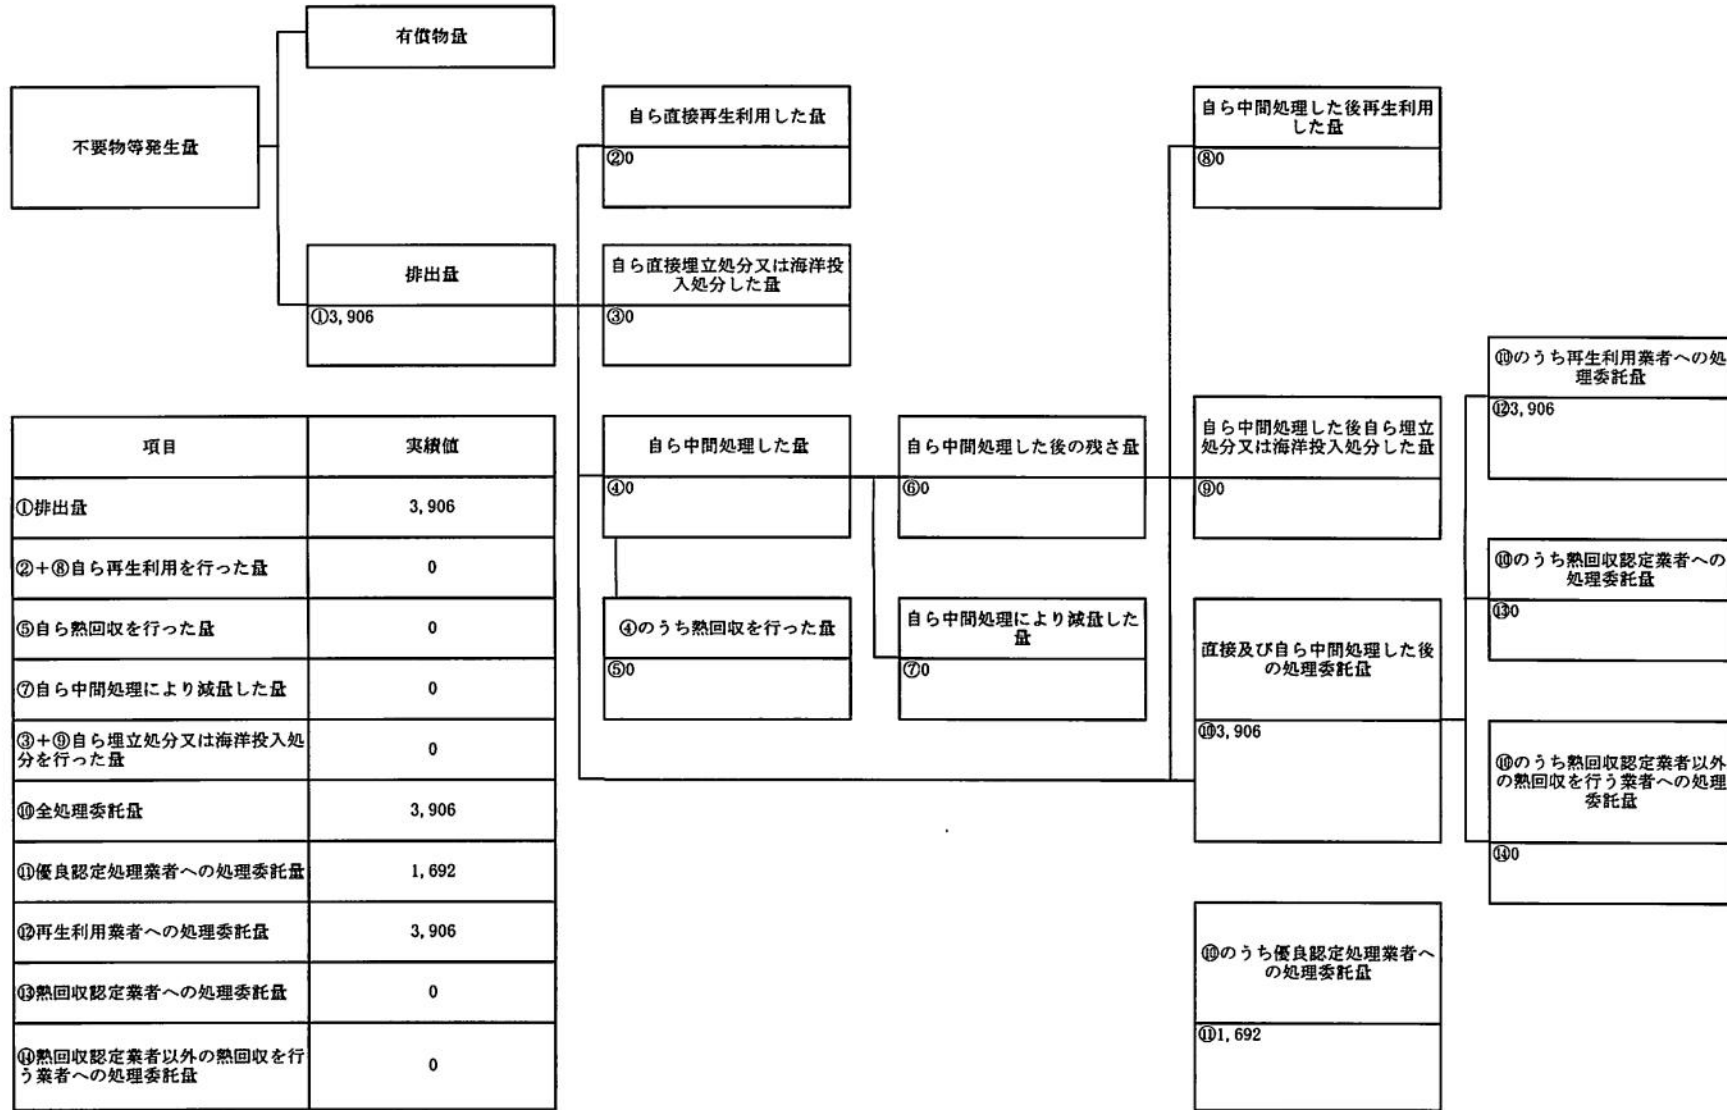 有償物量
不要物等発生量
自ら直接再生利用した量
②0
自ら中間処理した後再生利用
した量
⑧0
排出量
①3,906
自ら直接埋立処分又は海洋投
入処分した量
③0
自ら中間処理した量
④0
自ら中間処理した後の残さ量
⑥0
自ら中間処理した後自ら埋立
処分又は海洋投入処分した量
⑨0
⑩のうち再生利用業者への処
理委託量
⑫3,906
④のうち熱回収を行った量
⑤0
自ら中間処理により減量した
量
⑦0
直接及び自ら中間処理した後
の処理委託量
⑩3,906
⑩のうち熱回収認定業者への
処理委託量
⑬0
⑩のうち熱回収認定業者以外
の熱回収を行う業者への処理
委託量
⑭0
⑩のうち優良認定処理業者へ
の処理委託量
⑪1,692
項目 実績値
①排出量 3,906
②+⑧自ら再生利用を行った量 0
⑤自ら熱回収を行った量 0
⑦自ら中間処理により減量した量 0
③+⑨自ら埋立処分又は海洋投入処
分を行った量 0
⑩全処理委託量 3,906
⑪優良認定処理業者への処理委託量 1,692
⑫再生利用業者への処理委託量 3,906
⑬熱回収認定業者への処理委託量 0
⑭熱回収認定業者以外の熱回収を行
う業者への処理委託量 0